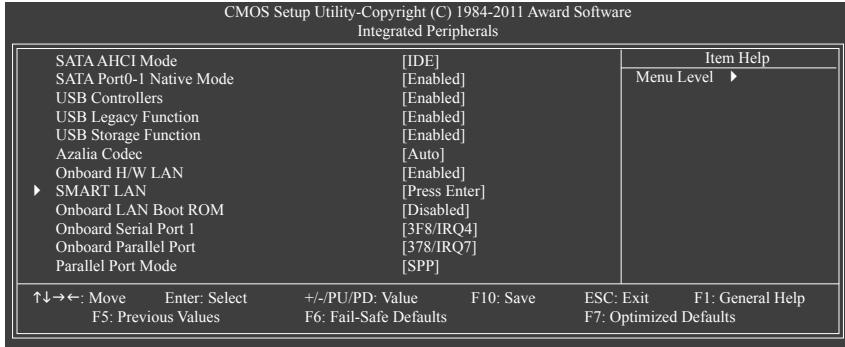 CMOS Setup Utility-Copyright (C) 1984-2011 Award Software
Integrated Peripherals
SATA AHCI Mode [IDE] Item Help
SATA Port0-1 Native Mode [Enabled] Menu Level ▶
USB Controllers [Enabled]
USB Legacy Function [Enabled]
USB Storage Function [Enabled]
Azalia Codec [Auto]
Onboard H/W LAN [Enabled]
▶ SMART LAN [Press Enter]
Onboard LAN Boot ROM [Disabled]
Onboard Serial Port 1 [3F8/IRQ4]
Onboard Parallel Port [378/IRQ7]
Parallel Port Mode [SPP]
↑↓→←: Move Enter: Select +/-/PU/PD: Value F10: Save ESC: Exit F1: General Help
F5: Previous Values F6: Fail-Safe Defaults F7: Optimized Defaults